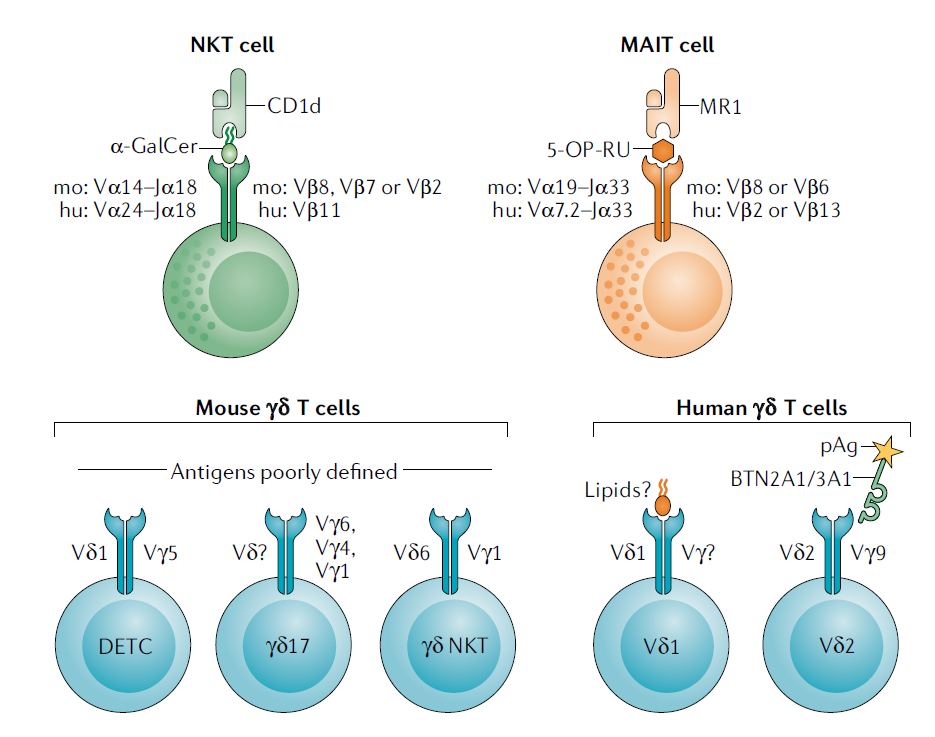 NKT cell
CD1d
α-GalCer
mo: Vα14–Jα18
hu: Vα24–Jα18
mo: Vβ8, Vβ7 or Vβ2
hu: Vβ11
MAIT cell
MR1
5-OP-RU
mo: Vα19–Jα33
hu: Vα7.2–Jα33
mo: Vβ8 or Vβ6
hu: Vβ2 or Vβ13
Mouse γδ T cells
Antigens poorly defined
Vδ1
Vγ5
DETC
Vδ?
Vγ6,
Vγ4,
Vγ1
γδ17
Vδ6
Vγ1
γδ NKT
Human γδ T cells
Lipids?
Vδ1
Vγ?
Vδ1
pAg
BTN2A1/3A1
Vδ2
Vγ9
Vδ2